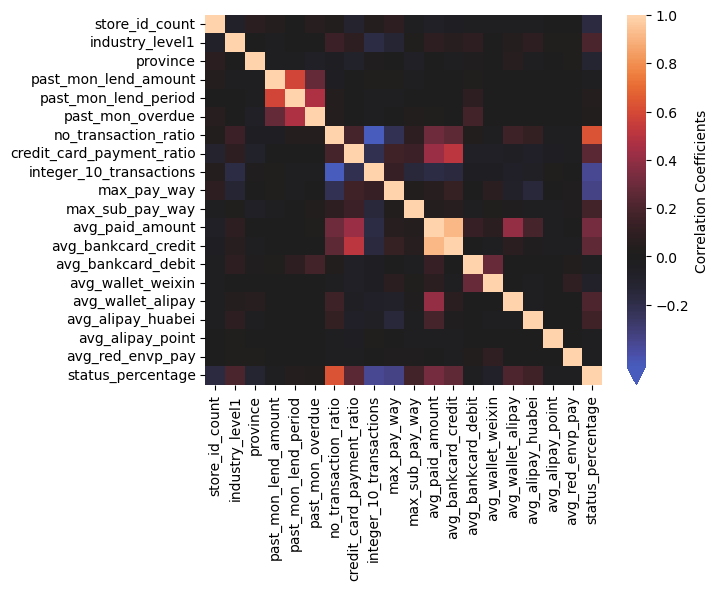 store_id_count
industry_level1
province
past_mon_lend_amount
past_mon_lend_period
past_mon_overdue
no_transaction_ratio
credit_card_payment_ratio
integer_10_transactions
max_pay_way
max_sub_pay_way
avg_paid_amount
avg_bankcard_credit
avg_bankcard_debit
avg_wallet_weixin
avg_wallet_alipay
avg_alipay_huabei
avg_alipay_point
avg_red_envp_pay
status_percentage
store_id_count
industry_level1
province
past_mon_lend_amount
past_mon_lend_period
past_mon_overdue
no_transaction_ratio
credit_card_payment_ratio
integer_10_transactions
max_pay_way
max_sub_pay_way
avg_paid_amount
avg_bankcard_credit
avg_bankcard_debit
avg_wallet_weixin
avg_wallet_alipay
avg_alipay_huabei
avg_alipay_point
avg_red_envp_pay
status_percentage
1.0
0.8
0.6
0.4
0.2
0.0
−0.2
Correlation Coefficients